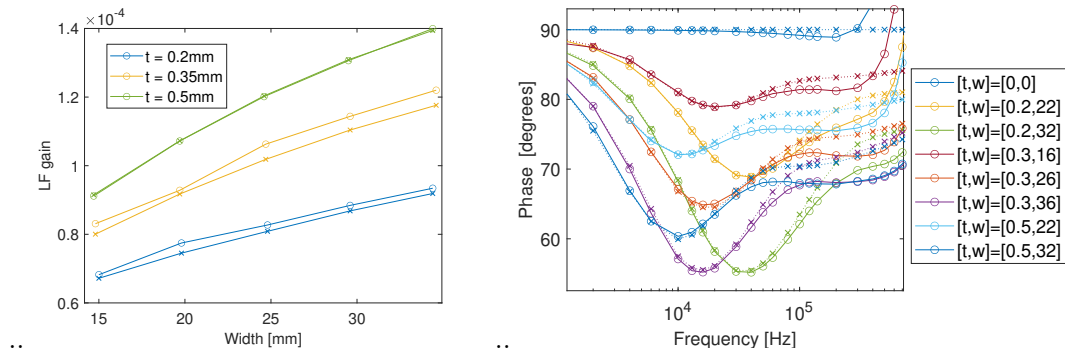 ×10⁻⁴
1.4
1.2
1
0.8
0.6
LF gain
t = 0.2mm
t = 0.35mm
t = 0.5mm
15
20
25
30
Width [mm]
..
90
80
70
60
Phase [degrees]
10⁴
10⁵
Frequency [Hz]
[t,w]=[0,0]
[t,w]=[0.2,22]
[t,w]=[0.2,32]
[t,w]=[0.3,16]
[t,w]=[0.3,26]
[t,w]=[0.3,36]
[t,w]=[0.5,22]
[t,w]=[0.5,32]
..